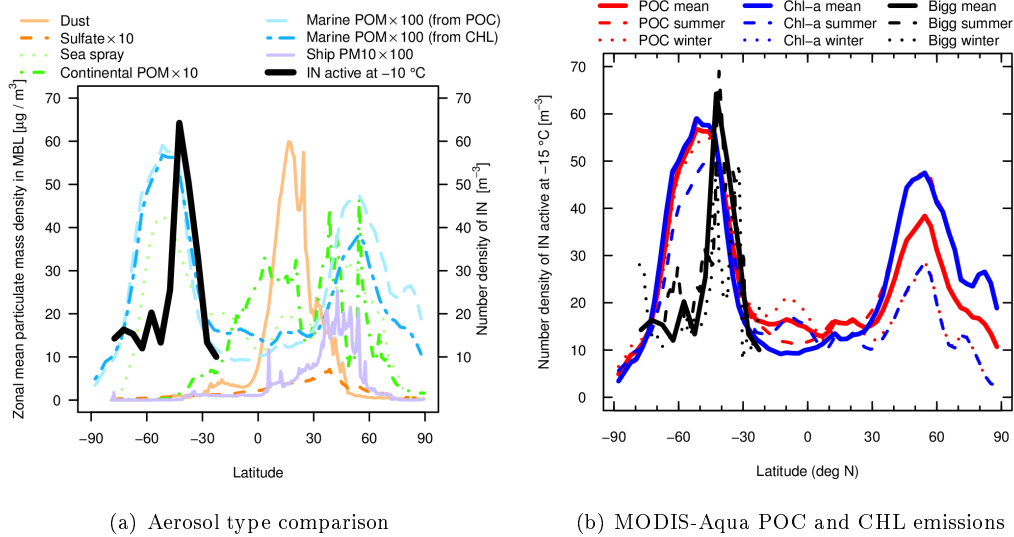 Dust
Sulfate×10
Sea spray
Continental POM×10
Marine POM×100 (from POC)
Marine POM×100 (from CHL)
Ship PM10×100
IN active at −10 °C
Zonal mean particulate mass density in MBL [µg / m³]
70
60
50
40
30
20
10
0
70
60
50
40
30
20
10
Number density of IN [m⁻³]
−90
−60
−30
0
30
60
90
Latitude
(a) Aerosol type comparison
POC mean
POC summer
POC winter
Chl−a mean
Chl−a summer
Chl−a winter
Bigg mean
Bigg summer
Bigg winter
Number density of IN active at −15 °C [m⁻³]
70
60
50
40
30
20
10
0
−90
−60
−30
0
30
60
90
Latitude (deg N)
(b) MODIS-Aqua POC and CHL emissions